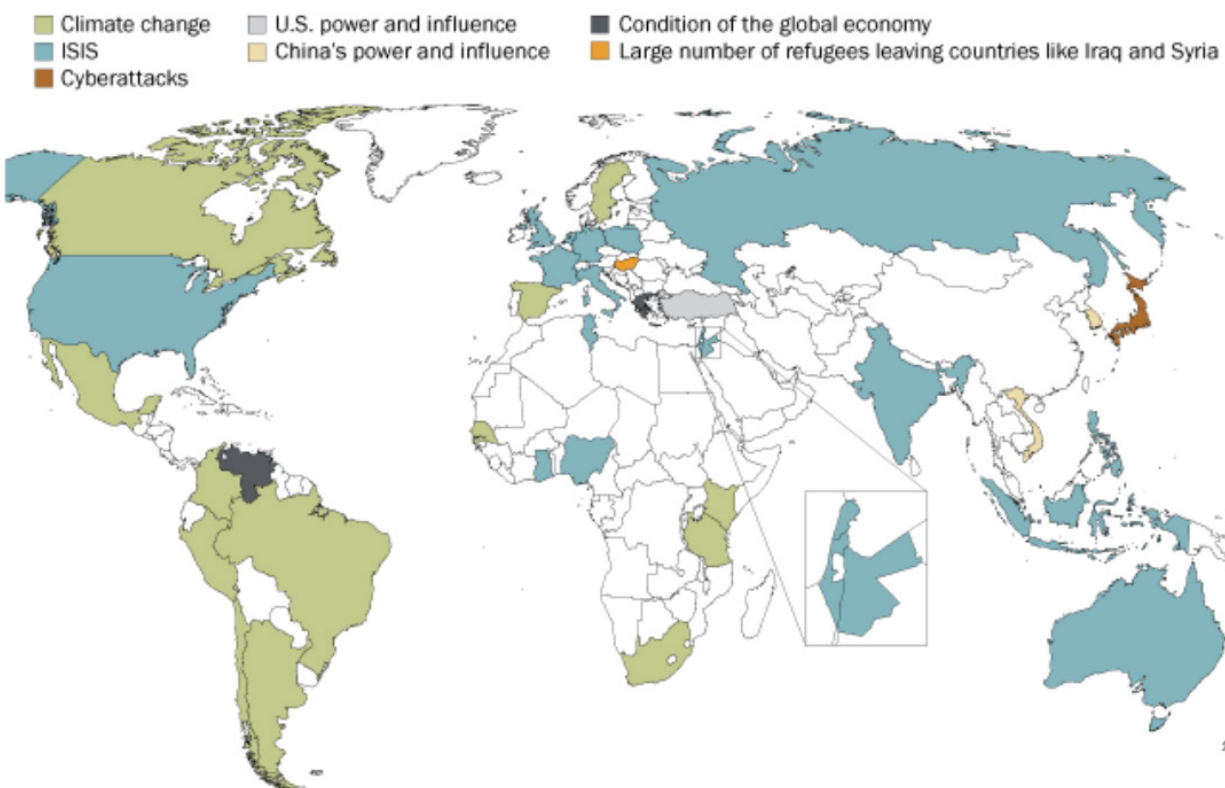 Climate change
ISIS
Cyberattacks
U.S. power and influence
China's power and influence
Condition of the global economy
Large number of refugees leaving countries like Iraq and Syria